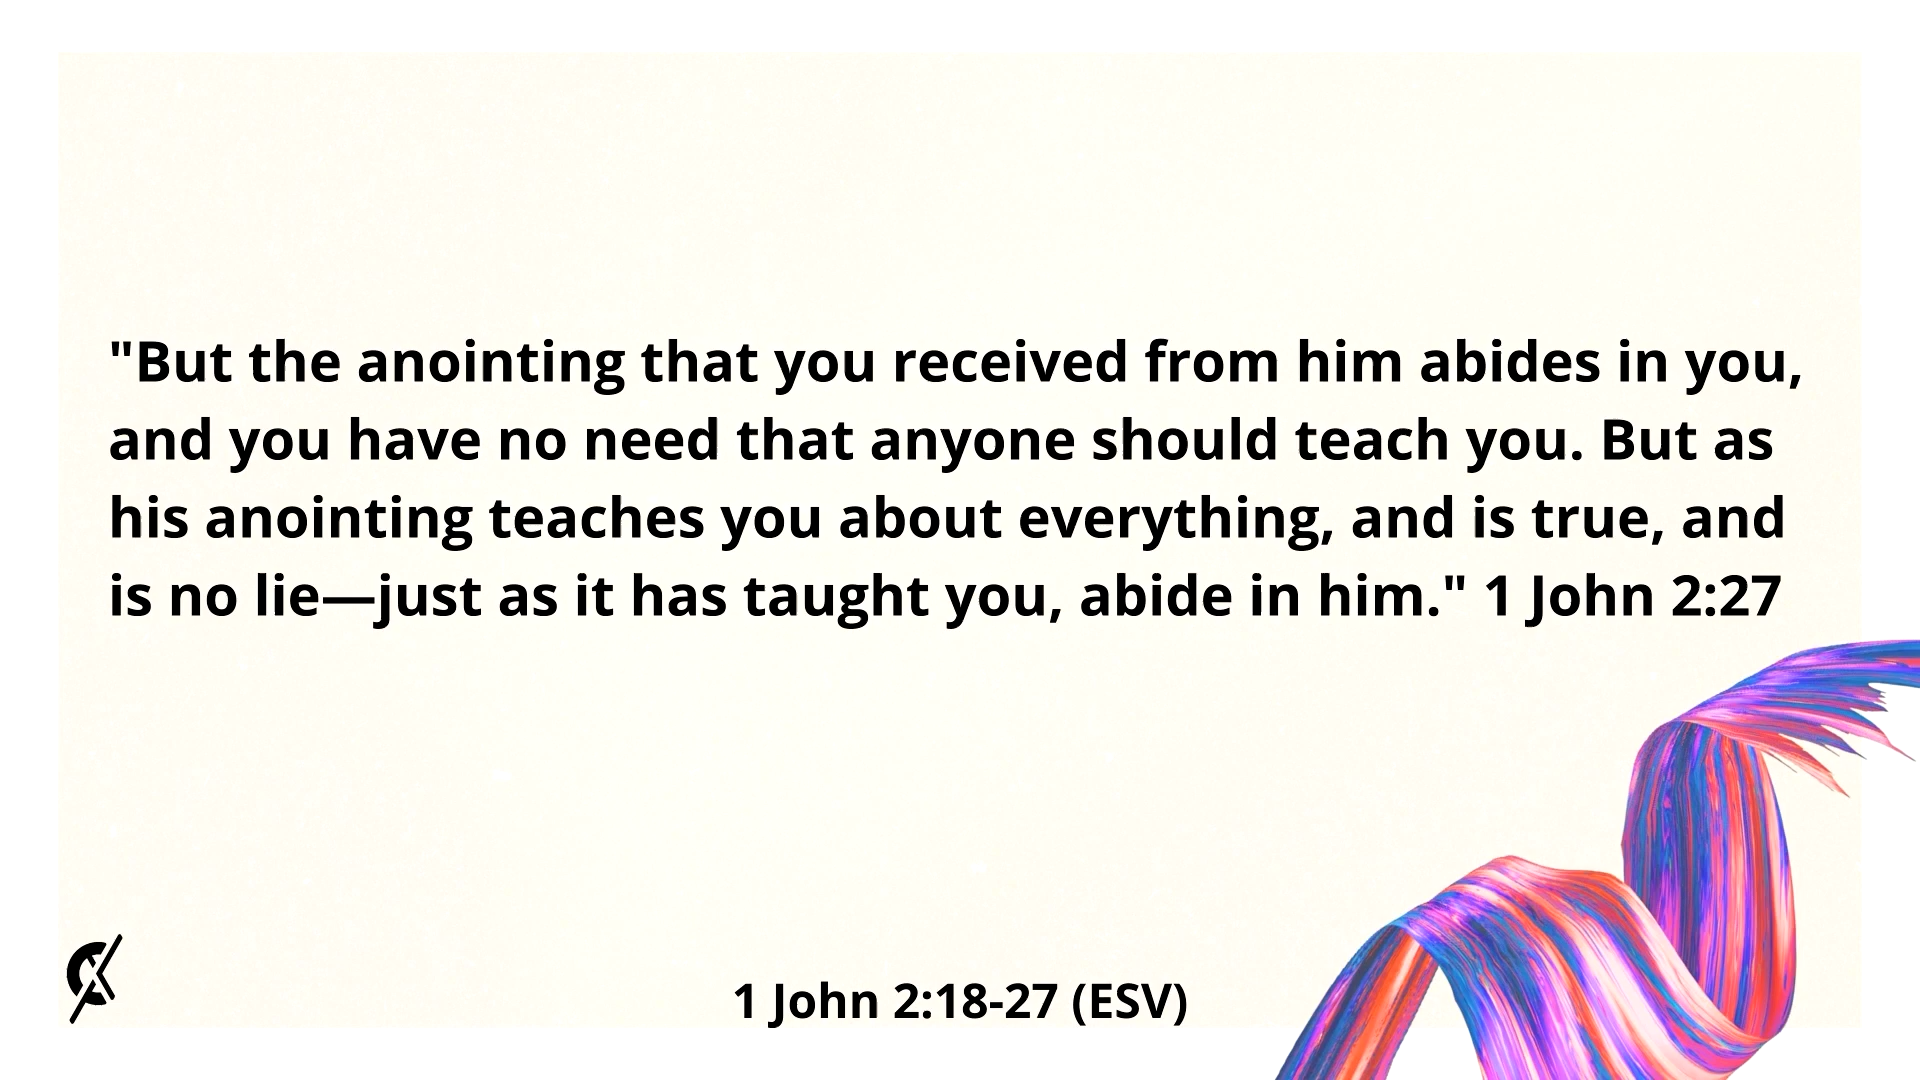 "But the anointing that you received from him abides in you,
and you have no need that anyone should teach you. But as
his anointing teaches you about everything, and is true, and
is no lie—just as it has taught you, abide in him." 1 John 2:27
1 John 2:18-27 (ESV)